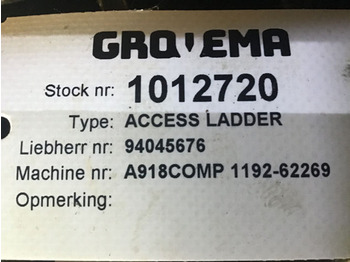 GROVEMA
Stock nr: 1012720
Type: ACCESS LADDER
Liebherr nr: 94045676
Machine nr: A918COMP 1192-62269
Opmerking: